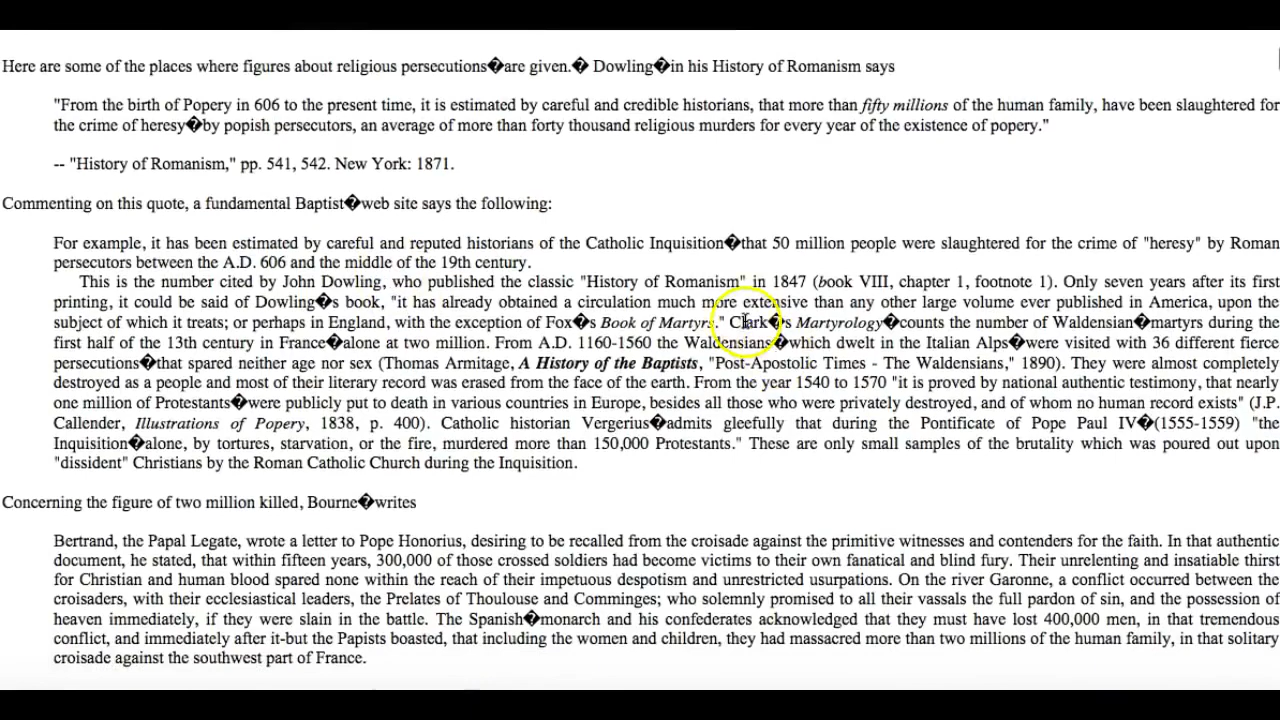 Here are some of the places where figures about religious persecutions�are given.� Dowling�in his History of Romanism says
"From the birth of Popery in 606 to the present time, it is estimated by careful and credible historians, that more than fifty millions of the human family, have been slaughtered for
the crime of heresy�by popish persecutors, an average of more than forty thousand religious murders for every year of the existence of popery."
-- "History of Romanism," pp. 541, 542. New York: 1871.
Commenting on this quote, a fundamental Baptist�web site says the following:
For example, it has been estimated by careful and reputed historians of the Catholic Inquisition�that 50 million people were slaughtered for the crime of "heresy" by Roman
persecutors between the A.D. 606 and the middle of the 19th century.
This is the number cited by John Dowling, who published the classic "History of Romanism" in 1847 (book VIII, chapter 1, footnote 1). Only seven years after its first
printing, it could be said of Dowling�s book, "it has already obtained a circulation much more extensive than any other large volume ever published in America, upon the
subject of which it treats; or perhaps in England, with the exception of Fox�s Book of Martyrs." Clark�s Martyrology�counts the number of Waldensian�martyrs during the
first half of the 13th century in France�alone at two million. From A.D. 1160-1560 the Waldensians�which dwelt in the Italian Alps�were visited with 36 different fierce
persecutions�that spared neither age nor sex (Thomas Armitage, A History of the Baptists, "Post-Apostolic Times - The Waldensians," 1890). They were almost completely
destroyed as a people and most of their literary record was erased from the face of the earth. From the year 1540 to 1570 "it is proved by national authentic testimony, that nearly
one million of Protestants�were publicly put to death in various countries in Europe, besides all those who were privately destroyed, and of whom no human record exists" (J.P.
Callender, Illustrations of Popery, 1838, p. 400). Catholic historian Vergerius�admits gleefully that during the Pontificate of Pope Paul IV�(1555-1559) "the
Inquisition�alone, by tortures, starvation, or the fire, murdered more than 150,000 Protestants." These are only small samples of the brutality which was poured out upon
"dissident" Christians by the Roman Catholic Church during the Inquisition.
Concerning the figure of two million killed, Bourne�writes
Bertrand, the Papal Legate, wrote a letter to Pope Honorius, desiring to be recalled from the croisade against the primitive witnesses and contenders for the faith. In that authentic
document, he stated, that within fifteen years, 300,000 of those crossed soldiers had become victims to their own fanatical and blind fury. Their unrelenting and insatiable thirst
for Christian and human blood spared none within the reach of their impetuous despotism and unrestricted usurpations. On the river Garonne, a conflict occurred between the
croisaders, with their ecclesiastical leaders, the Prelates of Thoulouse and Comminges; who solemnly promised to all their vassals the full pardon of sin, and the possession of
heaven immediately, if they were slain in the battle. The Spanish�monarch and his confederates acknowledged that they must have lost 400,000 men, in that tremendous
conflict, and immediately after it-but the Papists boasted, that including the women and children, they had massacred more than two millions of the human family, in that solitary
croisade against the southwest part of France.